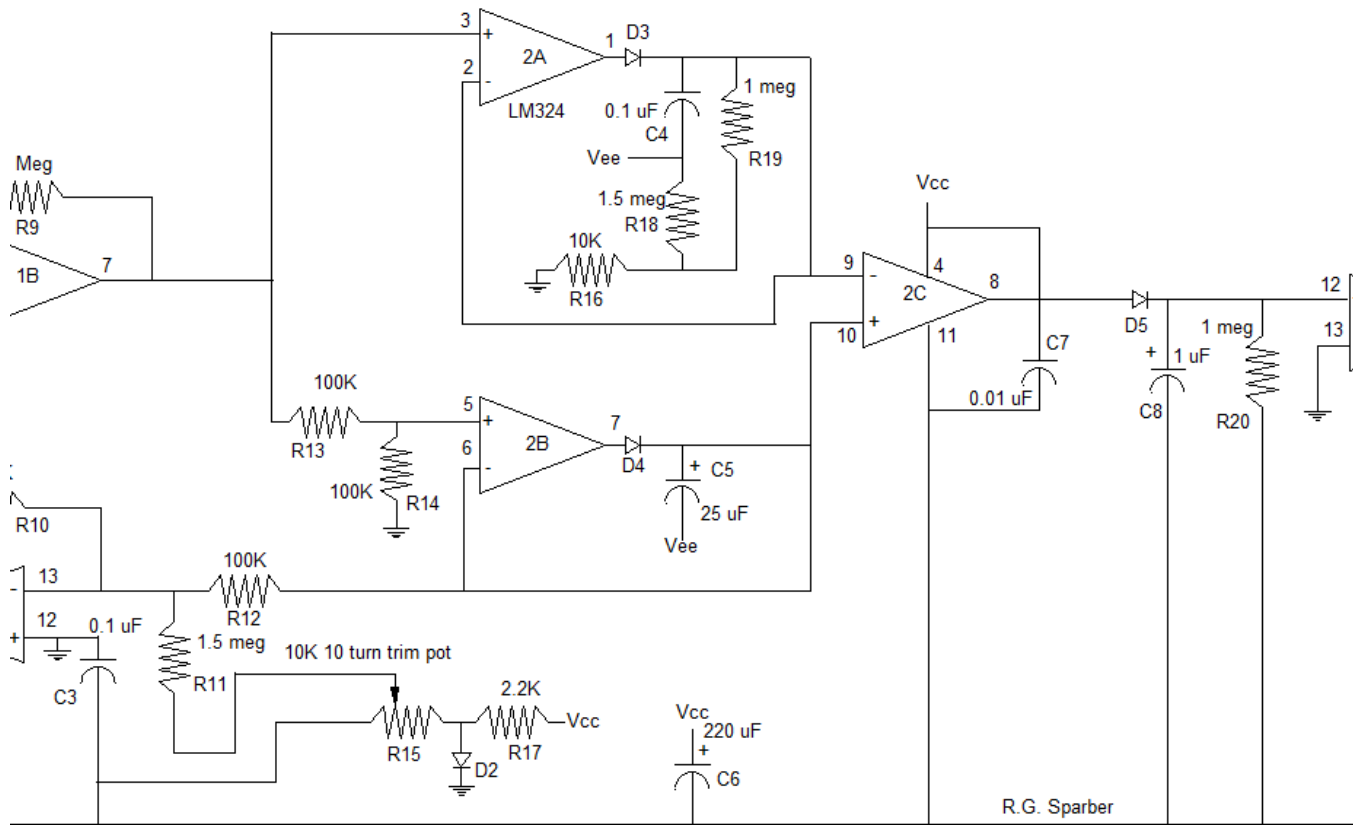 3
+
2
-
2A
LM324
1
D3
0.1 uF
C4
1 meg
R19
Vee
1.5 meg
R18
10K
R16
Meg
R9
1B
7
Vcc
9
-
10
+
2C
4
11
8
C7
0.01 uF
D5
+
1 uF
C8
1 meg
R20
12
13
100K
R13
100K
R14
5
+
6
-
2B
7
D4
+
C5
25 uF
Vee
R10
13
-
12
+
100K
R12
0.1 uF
C3
1.5 meg
R11
10K 10 turn trim pot
R15
2.2K
R17
Vcc
D2
Vcc
220 uF
+
C6
R.G. Sparber